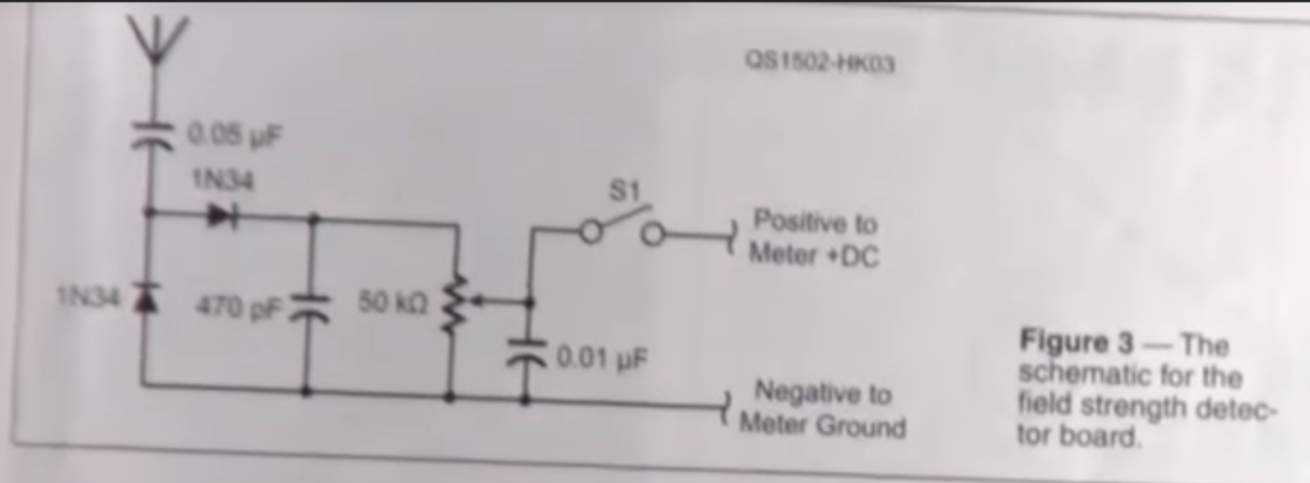 QS1502-HK03
0.05 µF
1N34
S1
Positive to
Meter +DC
1N34
470 pF
50 kΩ
0.01 µF
Negative to
Meter Ground
Figure 3 — The
schematic for the
field strength detec-
tor board.